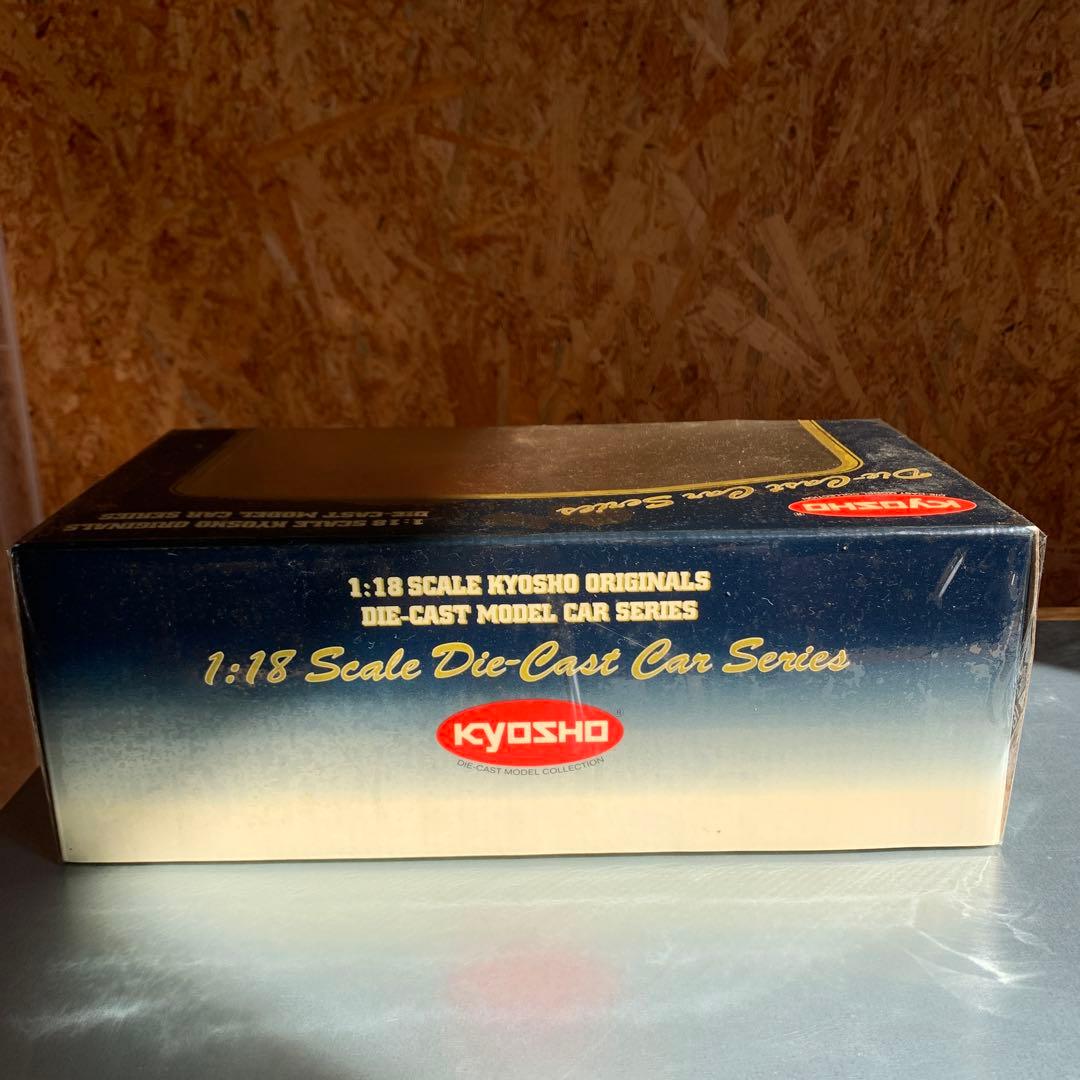 Die-Cast Car Series
KYOSHO
1:18 SCALE KYOSHO ORIGINALS
DIE-CAST MODEL CAR SERIES
1:18 SCALE KYOSHO ORIGINALS
DIE-CAST MODEL CAR SERIES
1:18 Scale Die-Cast Car Series
KYOSHO®
DIE-CAST MODEL COLLECTION